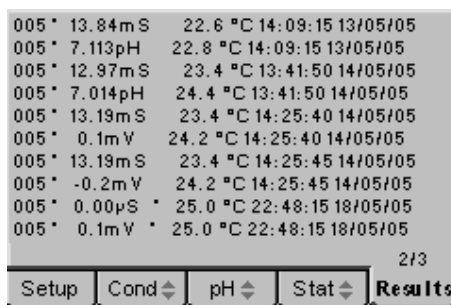 005 * 13.84mS 22.6 °C 14:09:15 13/05/05
005 * 7.113pH 22.8 °C 14:09:15 13/05/05
005 * 12.97mS 23.4 °C 13:41:50 14/05/05
005 * 7.014pH 24.4 °C 13:41:50 14/05/05
005 * 13.19mS 23.4 °C 14:25:40 14/05/05
005 * 0.1mV 24.2 °C 14:25:40 14/05/05
005 * 13.19mS 23.4 °C 14:25:45 14/05/05
005 * -0.2mV 24.2 °C 14:25:45 14/05/05
005 * 0.00µS * 25.0 °C 22:48:15 18/05/05
005 * 0.1mV * 25.0 °C 22:48:15 18/05/05
2/3
Setup Cond pH Stat Results